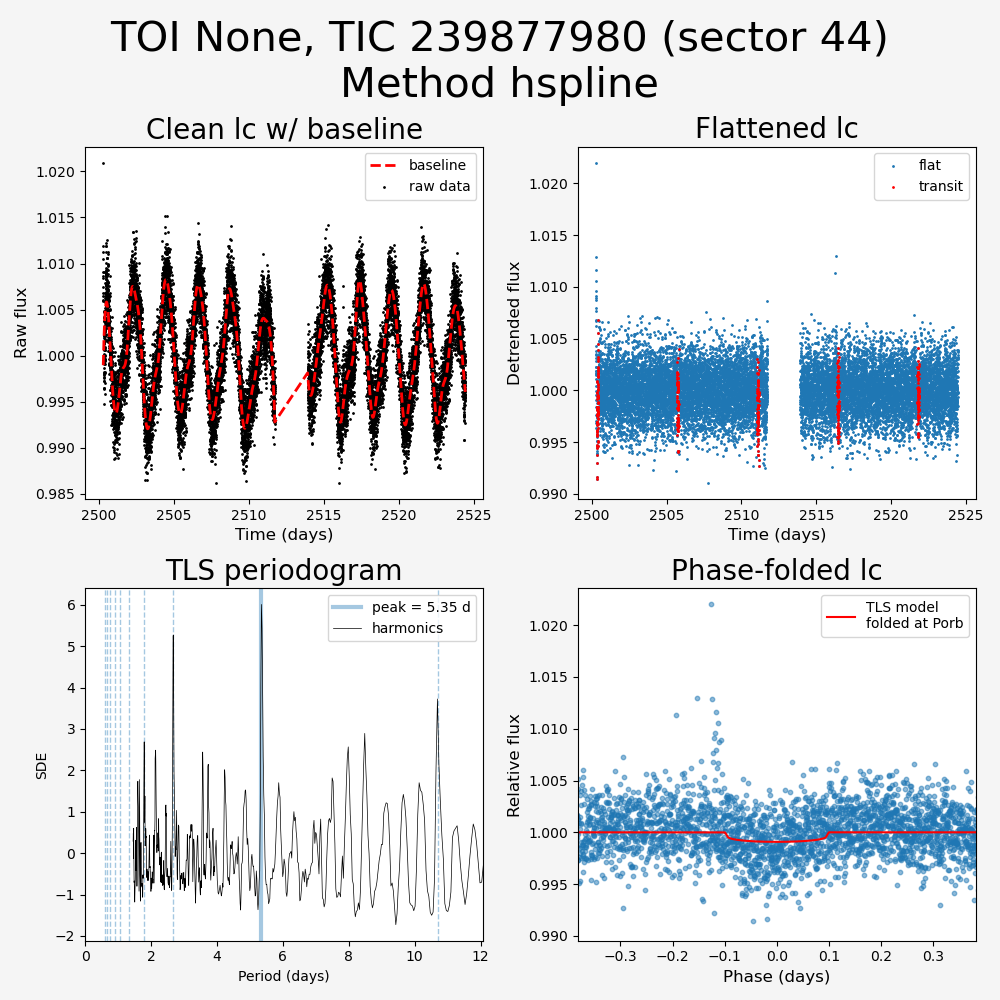 TOI None, TIC 239877980 (sector 44)
Method hspline
Clean lc w/ baseline
Flattened lc
baseline
raw data
flat
transit
Raw flux
1.020
1.015
1.010
1.005
1.000
0.995
0.990
0.985
2500 2505 2510 2515 2520 2525
Time (days)
Detrended flux
1.020
1.015
1.010
1.005
1.000
0.995
0.990
2500 2505 2510 2515 2520 2525
Time (days)
TLS periodogram
Phase-folded lc
peak = 5.35 d
harmonics
SDE
6
5
4
3
2
1
0
−1
−2
0 2 4 6 8 10 12
Period (days)
TLS model
folded at Porb
Relative flux
1.020
1.015
1.010
1.005
1.000
0.995
0.990
−0.3 −0.2 −0.1 0.0 0.1 0.2 0.3
Phase (days)